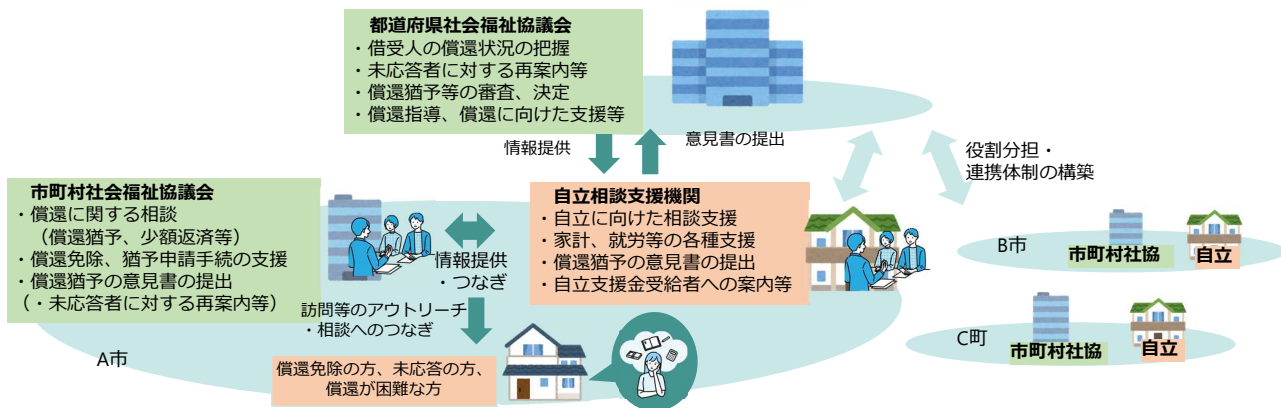 都道府県社会福祉協議会
・借受人の償還状況の把握
・未応答者に対する再案内等
・償還猶予等の審査、決定
・償還指導、償還に向けた支援等
情報提供
意見書の提出
役割分担・
連携体制の構築
市町村社会福祉協議会
・償還に関する相談
（償還猶予、少額返済等）
・償還免除、猶予申請手続の支援
・償還猶予の意見書の提出
（・未応答者に対する再案内等）
情報提供
・つなぎ
自立相談支援機関
・自立に向けた相談支援
・家計、就労等の各種支援
・償還猶予の意見書の提出
・自立支援金受給者への案内等
訪問等のアウトリーチ
・相談へのつなぎ
償還免除の方、未応答の方、
償還が困難な方
A市
B市
市町村社協
自立
C町
市町村社協
自立